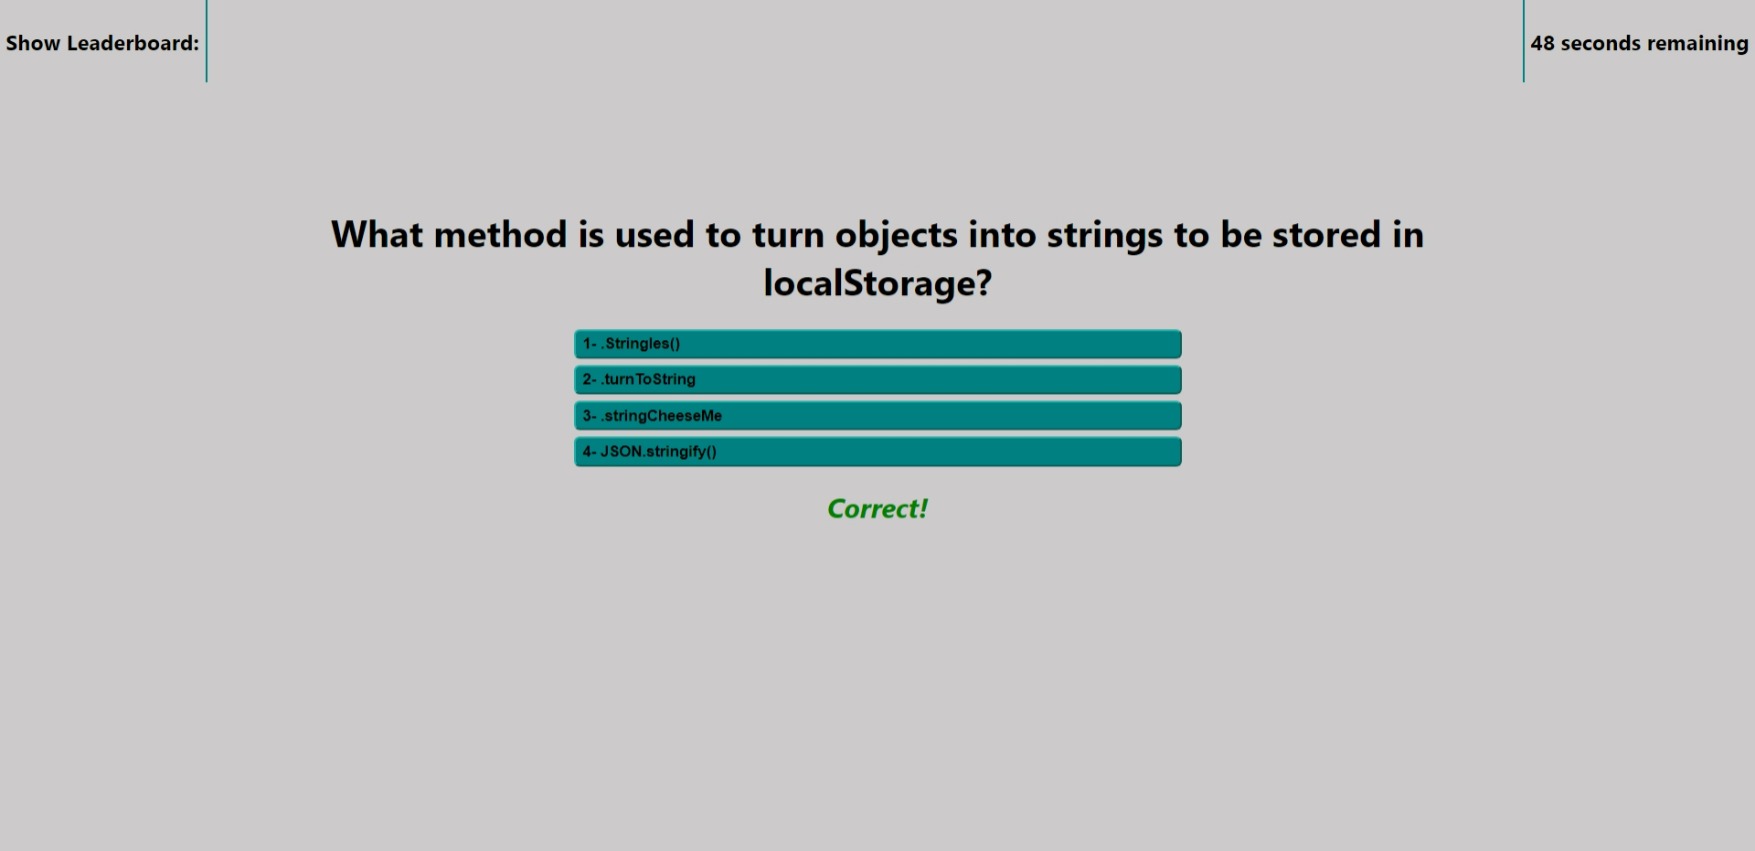 Show Leaderboard:
48 seconds remaining
What method is used to turn objects into strings to be stored in
localStorage?
1- .Stringles()
2- .turnToString
3- .stringCheeseMe
4- JSON.stringify()
Correct!